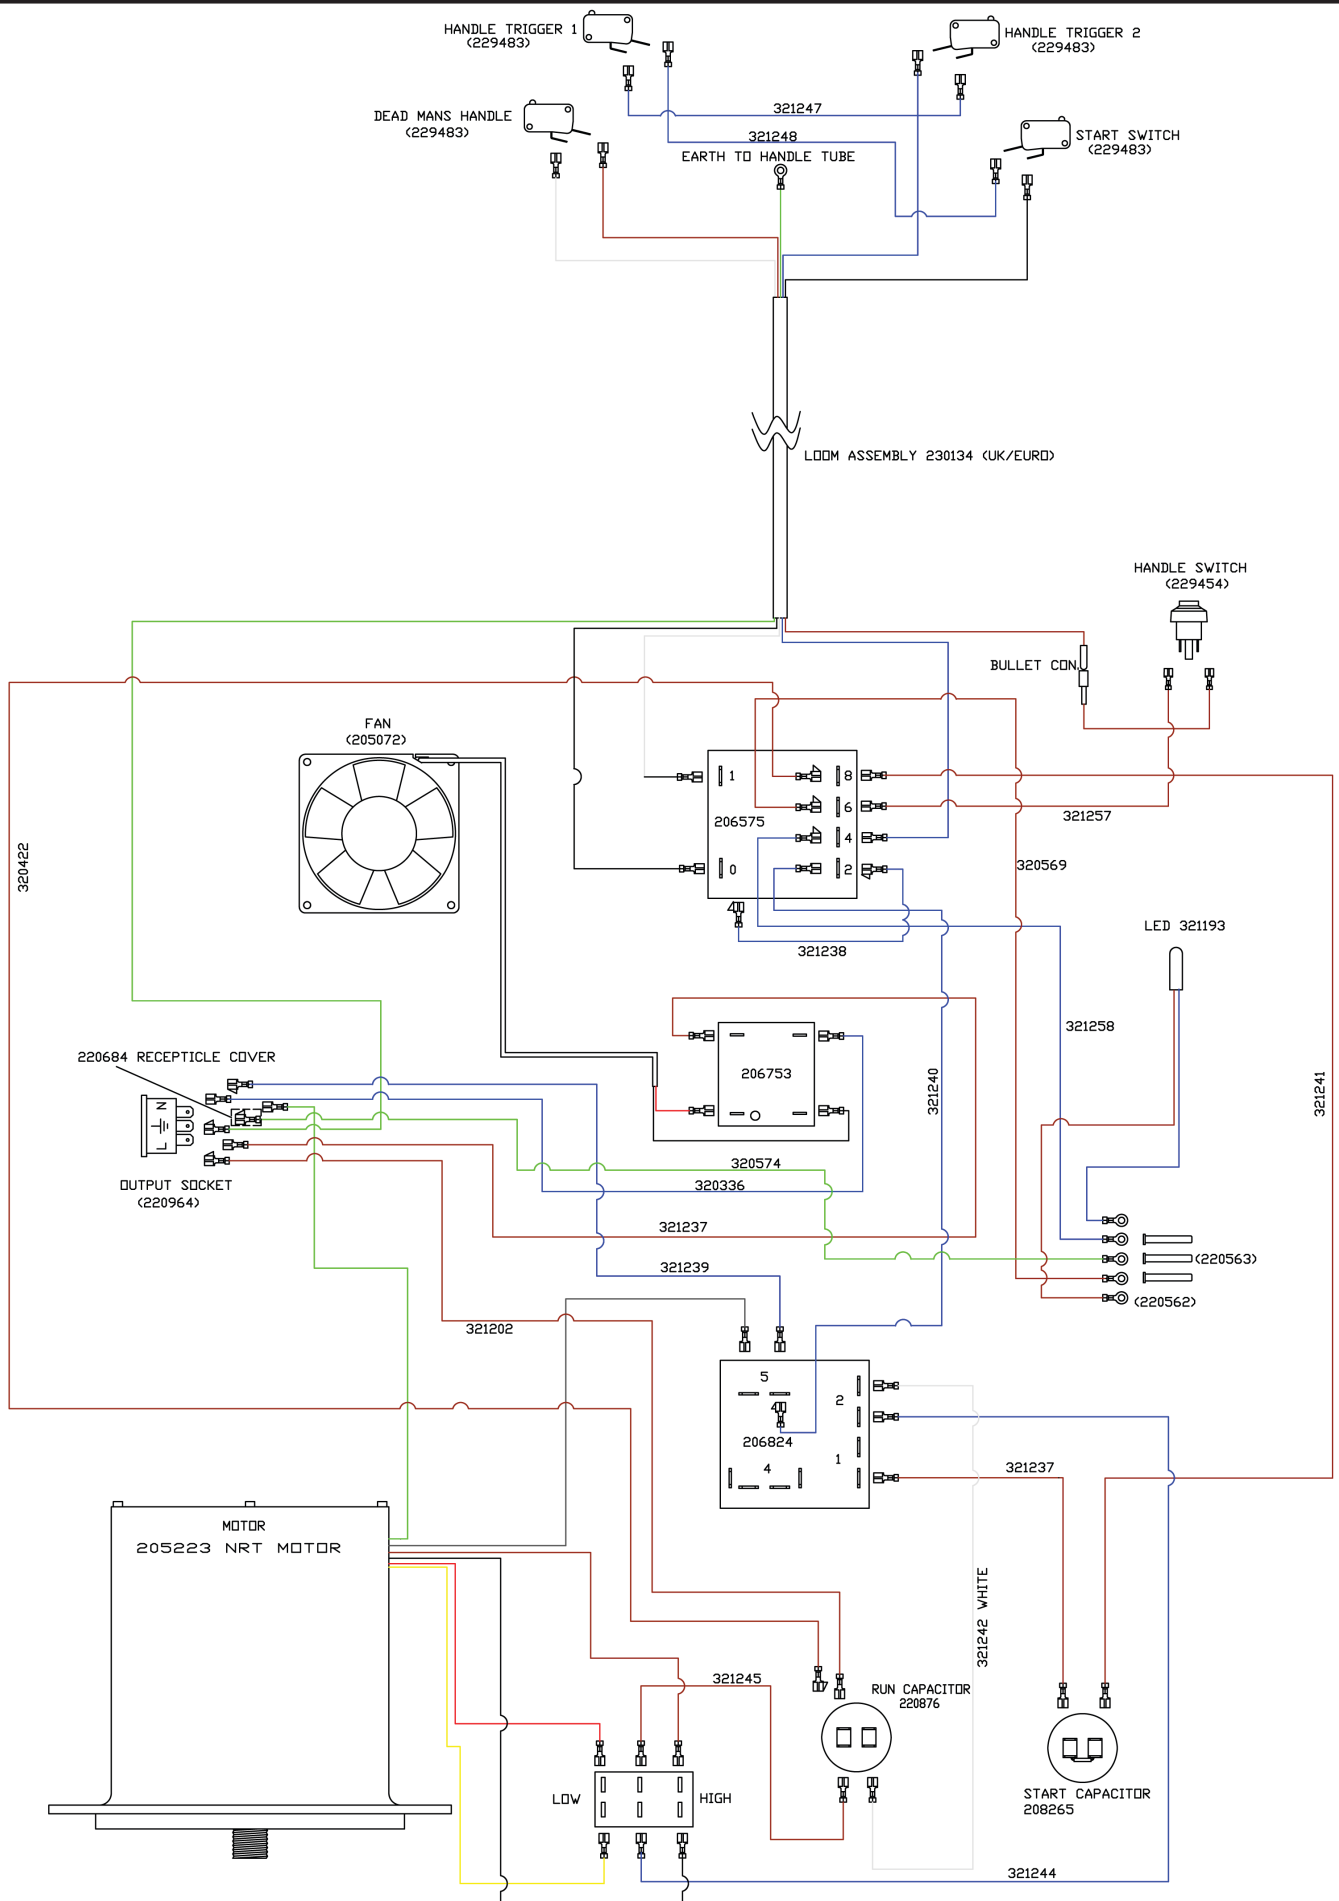 HANDLE TRIGGER 1
(229483)
HANDLE TRIGGER 2
(229483)
DEAD MANS HANDLE
(229483)
321247
321248
START SWITCH
(229483)
EARTH TO HANDLE TUBE
LOOM ASSEMBLY 230134 (UK/EURO)
HANDLE SWITCH
(229454)
BULLET CON.
FAN
(205072)
1
8
6
206575
4
0
2
321257
320422
320569
LED 321193
321238
321258
220684 RECEPTICLE COVER
206753
321240
321241
N
L
OUTPUT SOCKET
(220964)
320574
320336
321237
321239
(220563)
(220562)
321202
5
2
206824
1
4
321237
MOTOR
205223 NRT MOTOR
321242 WHITE
321245
RUN CAPACITOR
220876
LOW
HIGH
START CAPACITOR
208265
321244